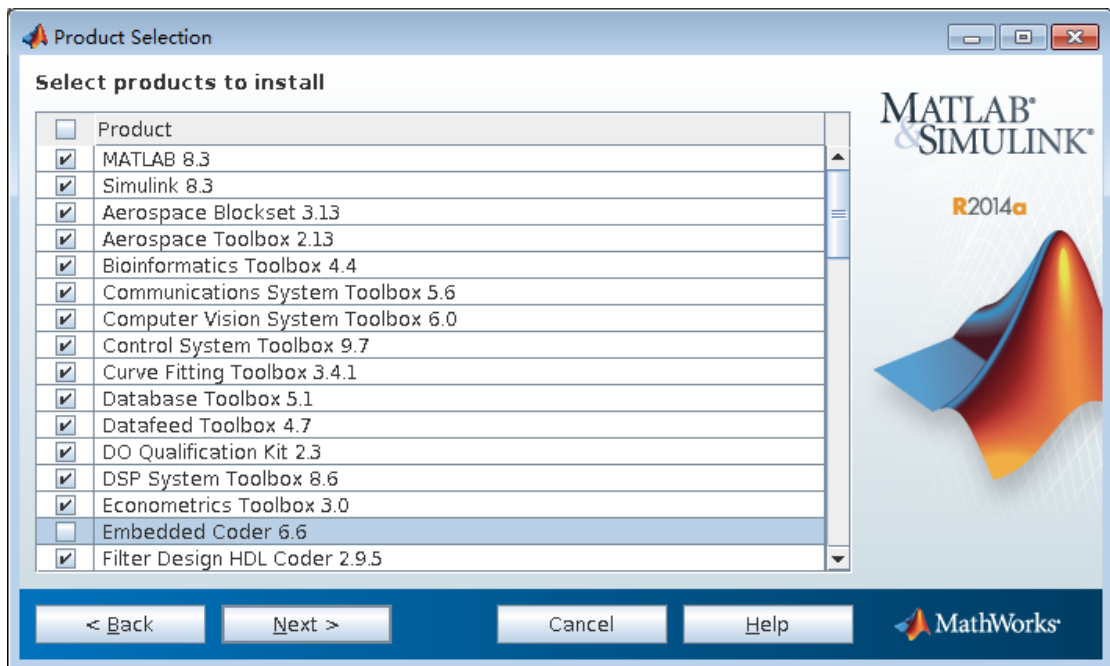 Product Selection
Select products to install
Product
MATLAB 8.3
Simulink 8.3
Aerospace Blockset 3.13
Aerospace Toolbox 2.13
Bioinformatics Toolbox 4.4
Communications System Toolbox 5.6
Computer Vision System Toolbox 6.0
Control System Toolbox 9.7
Curve Fitting Toolbox 3.4.1
Database Toolbox 5.1
Datafeed Toolbox 4.7
DO Qualification Kit 2.3
DSP System Toolbox 8.6
Econometrics Toolbox 3.0
Embedded Coder 6.6
Filter Design HDL Coder 2.9.5
MATLAB®
&SIMULINK®
R2014a
< Back
Next >
Cancel
Help
MathWorks®